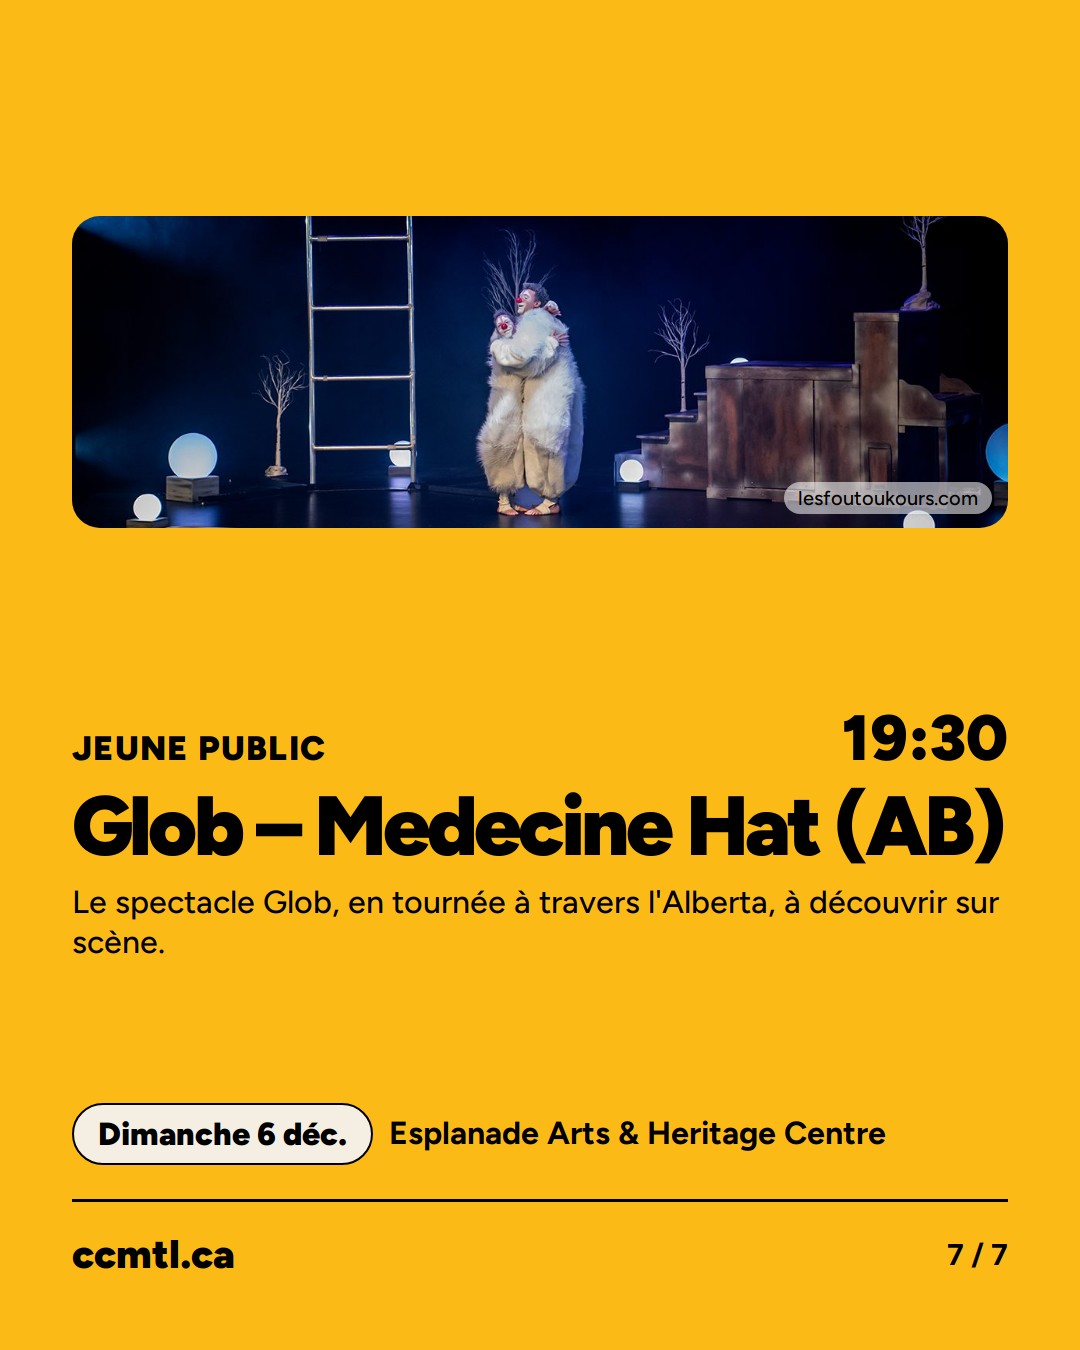 lesfoutoukours.com
JEUNE PUBLIC
19:30
Glob – Medecine Hat (AB)
Le spectacle Glob, en tournée à travers l'Alberta, à découvrir sur
scène.
Dimanche 6 déc.
Esplanade Arts & Heritage Centre
ccmtl.ca
7 / 7